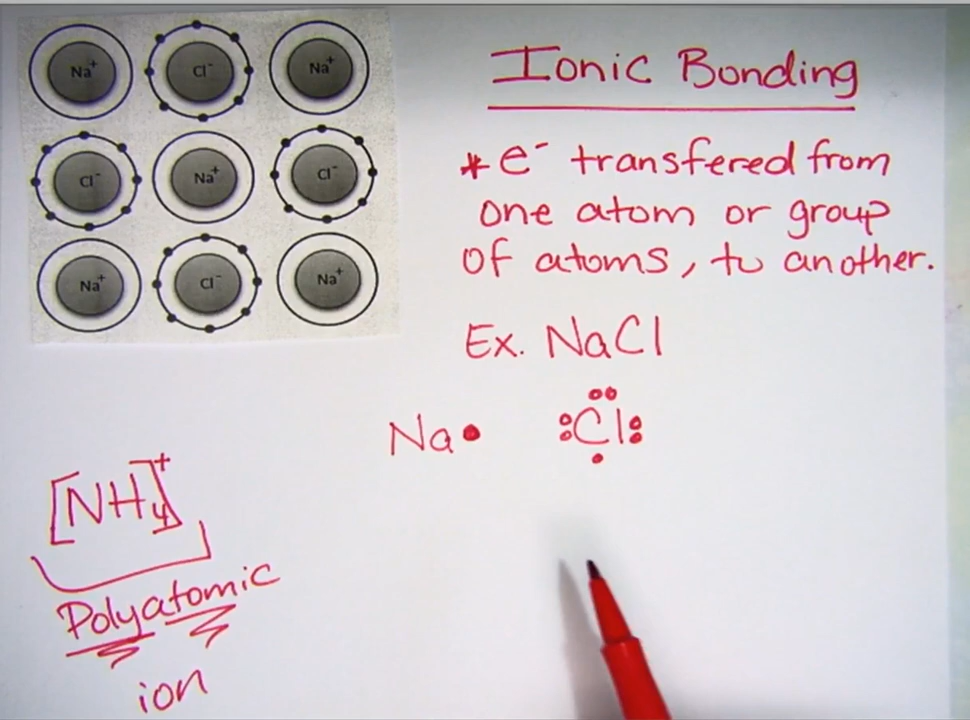 Na⁺ Cl⁻ Na⁺
Cl⁻ Na⁺ Cl⁻
Na⁺ Cl⁻ Na⁺
Ionic Bonding
* e⁻ transfered from
one atom or group
of atoms, to another.
Ex. NaCl
Na Cl
[NH₄]⁺
Polyatomic
ion